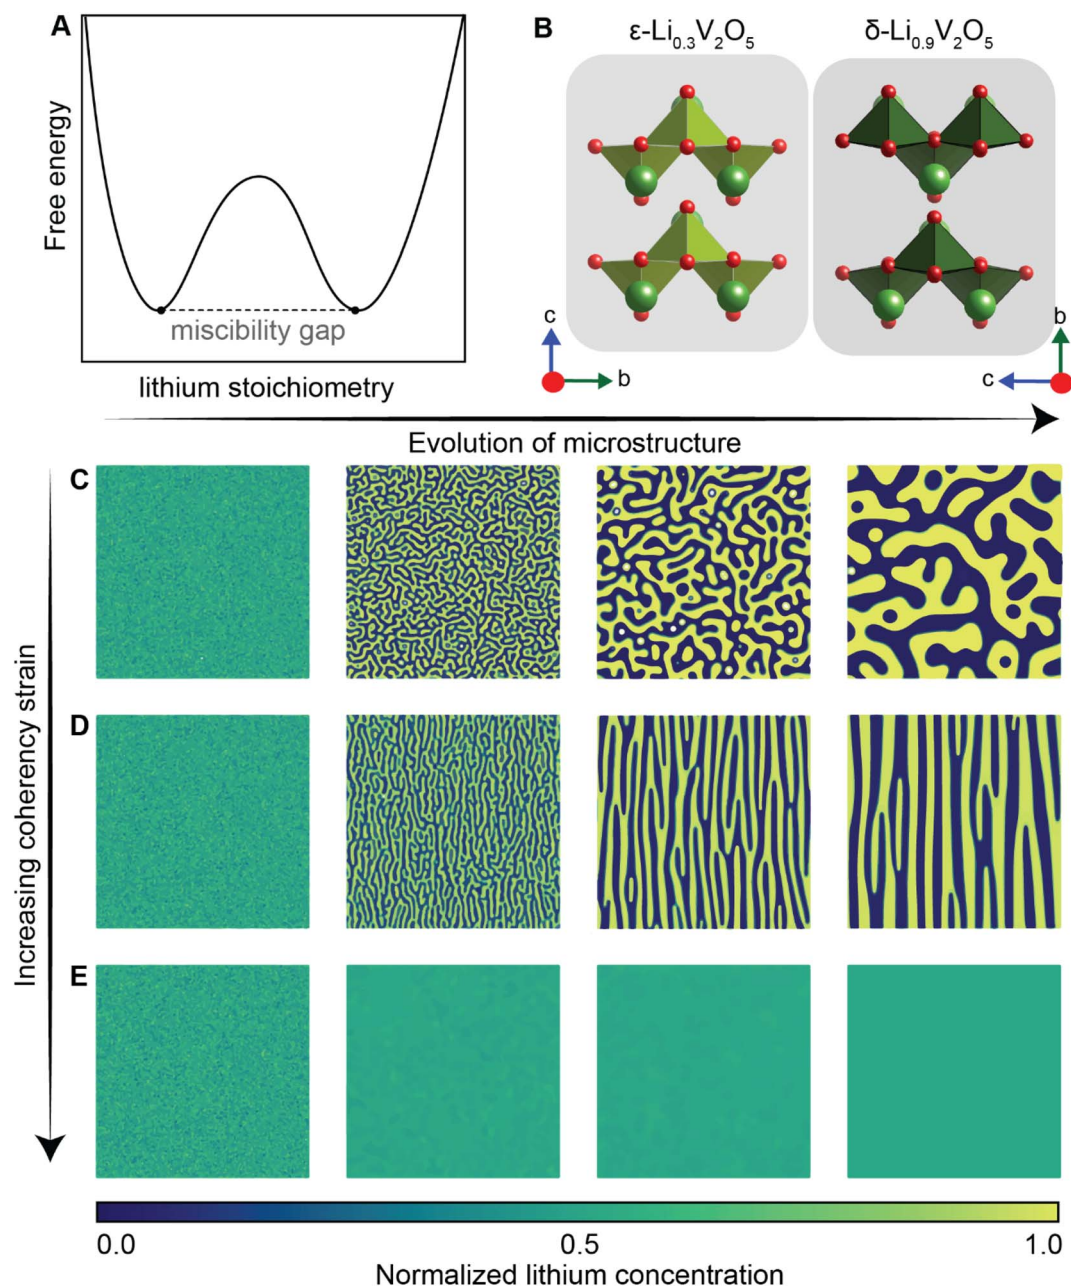 A
Free energy
miscibility gap
lithium stoichiometry
B
ε-Li₀.₃V₂O₅
δ-Li₀.₉V₂O₅
c
b
b
c
Evolution of microstructure
Increasing coherency strain
C
D
E
0.0 0.5 1.0
Normalized lithium concentration